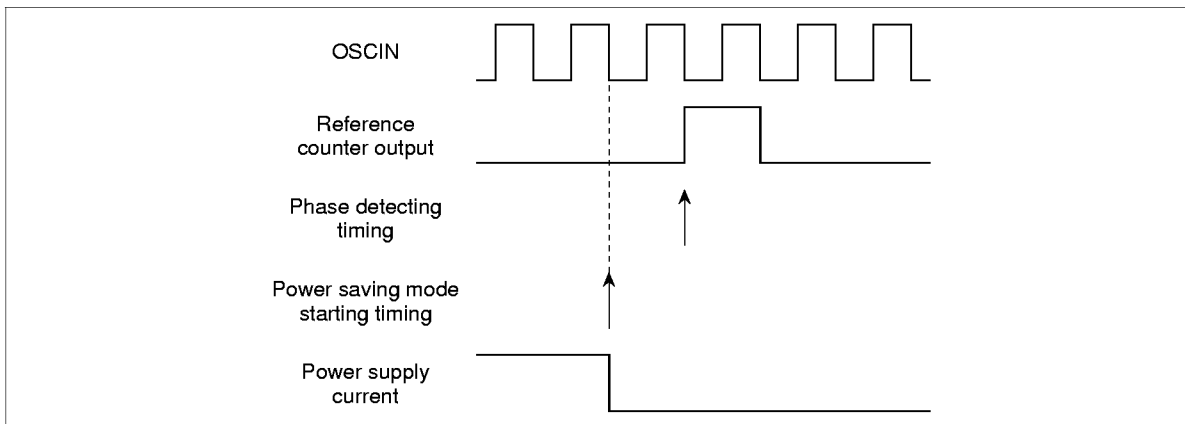 OSCIN
Reference
counter output
Phase detecting
timing
Power saving mode
starting timing
Power supply
current